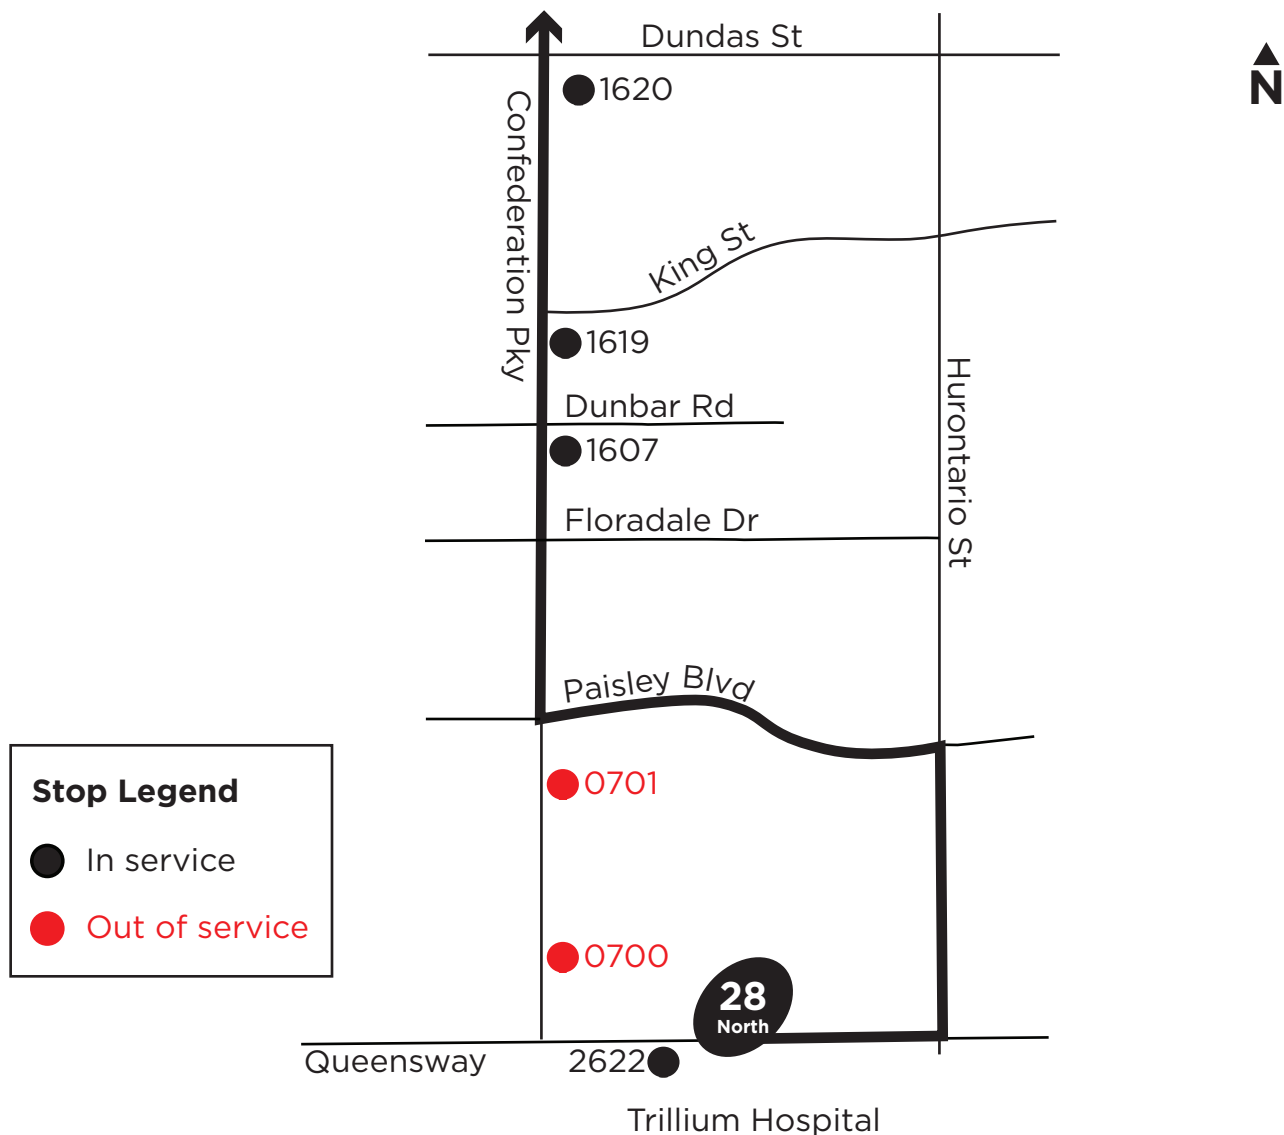 Dundas St
N
1620
Confederation Pky
King St
1619
Hurontario St
Dunbar Rd
1607
Floradale Dr
Paisley Blvd
0701
Stop Legend
In service
Out of service
0700
28
North
Queensway
2622
Trillium Hospital